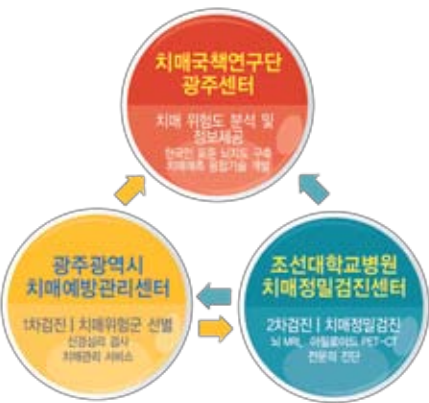 치매국책연구단
광주센터
치매 위험도 분석 및
정보제공
한국인 표준 뇌지도 구축
치매예측 융합기술 개발
광주광역시
치매예방관리센터
1차검진 | 치매위험군 선별
신경심리 검사
치매관리 서비스
조선대학교병원
치매정밀검진센터
2차검진 | 치매정밀검진
뇌 MRI, 아밀로이드 PET-CT
전문의 진단